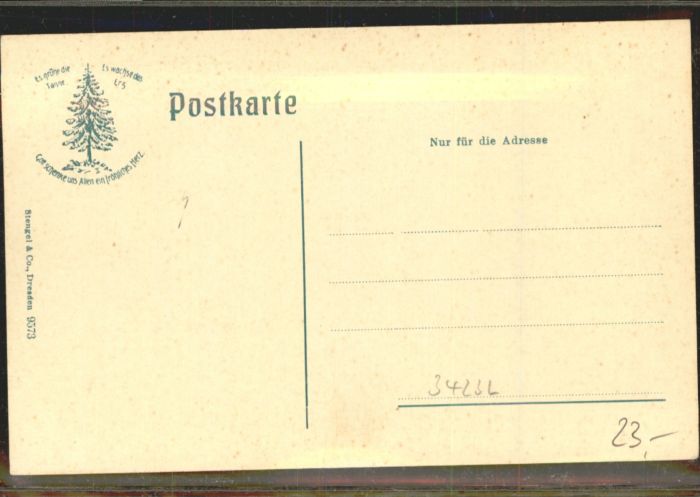 Es grüne die Tanne
Es wachse das Erz
Gott schenke uns Allen ein fröhliches Herz.
Postkarte
Nur für die Adresse
Stengel & Co., Dresden 9573
23,-